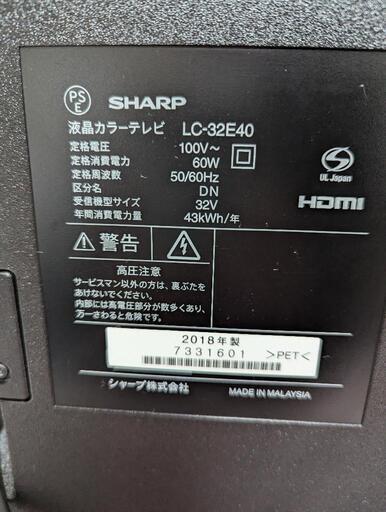 PSE SHARP
液晶カラーテレビ LC-32E40
定格電圧 100V～
定格消費電力 60W
定格周波数 50/60Hz
区分名 DN
受信機型サイズ 32V
年間消費電力量 43kWh/年
UL Japan
HDMI
警告
高圧注意
サービスマン以外の方は、裏ぶたを
あけないでください。
内部には高電圧部分が数多くあり、
万一さわると危険です。
2018年製
7331601 >PET<
シャープ株式会社 MADE IN MALAYSIA